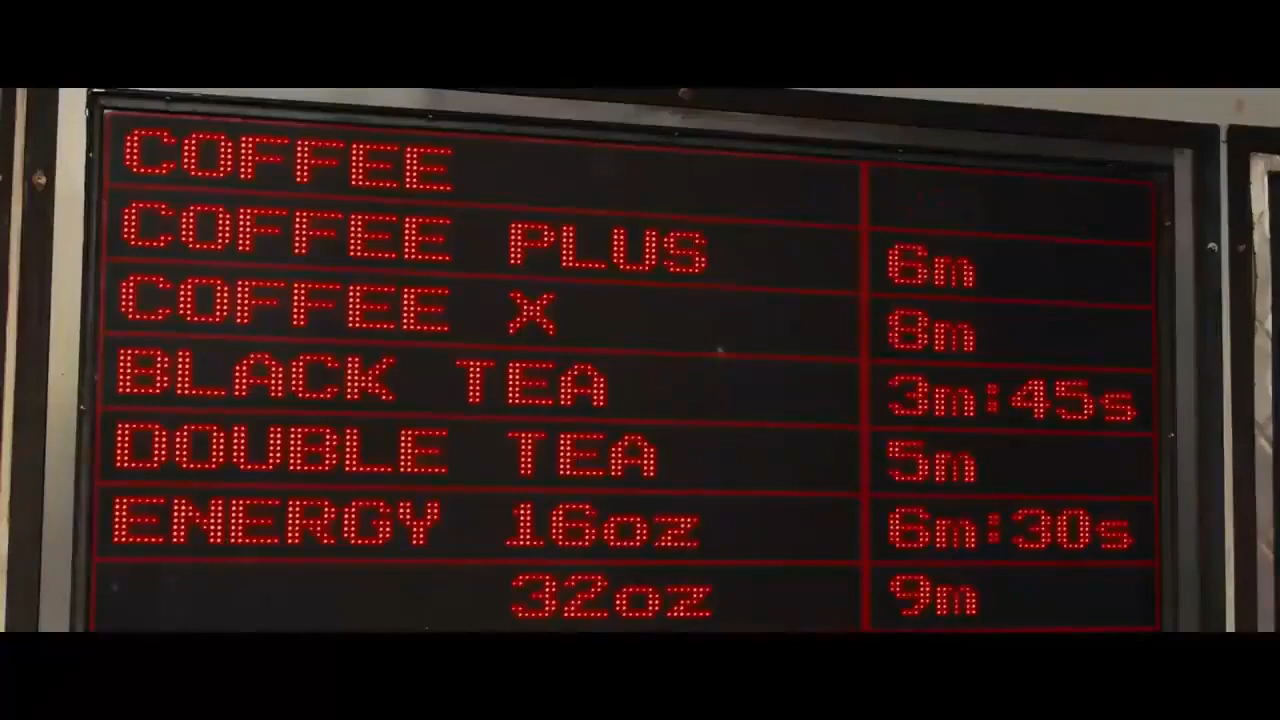 COFFEE
COFFEE PLUS 6m
COFFEE X 8m
BLACK TEA 3m:45s
DOUBLE TEA 5m
ENERGY 16oz 6m:30s
32oz 9m